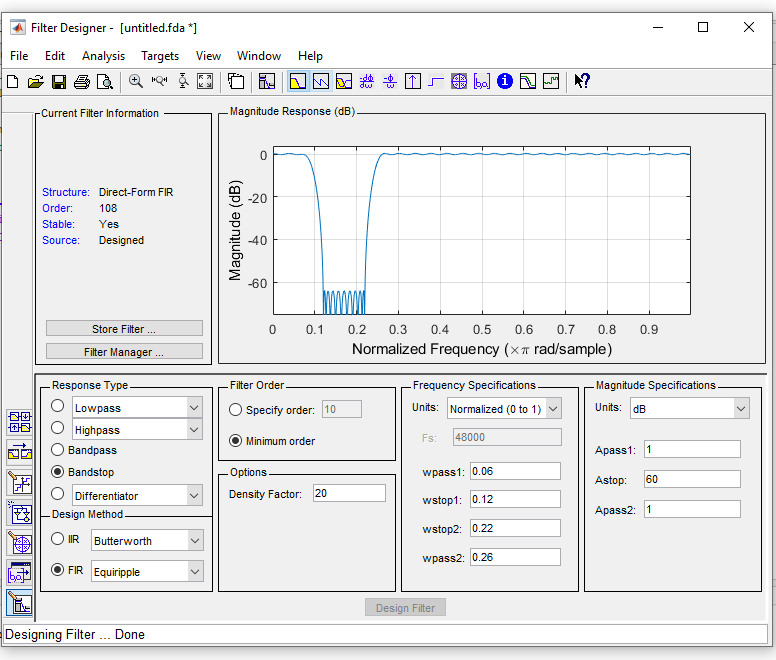 Filter Designer -  [untitled.fda *]
File Edit Analysis Targets View Window Help
Current Filter Information
Structure: Direct-Form FIR
Order: 108
Stable: Yes
Source: Designed
Store Filter ...
Filter Manager ...
Magnitude Response (dB)
Magnitude (dB)
0
-20
-40
-60
0 0.1 0.2 0.3 0.4 0.5 0.6 0.7 0.8 0.9
Normalized Frequency (×π rad/sample)
Response Type
Lowpass
Highpass
Bandpass
Bandstop
Differentiator
Design Method
IIR Butterworth
FIR Equiripple
Filter Order
Specify order: 10
Minimum order
Options
Density Factor: 20
Frequency Specifications
Units: Normalized (0 to 1)
Fs: 48000
wpass1: 0.06
wstop1: 0.12
wstop2: 0.22
wpass2: 0.26
Magnitude Specifications
Units: dB
Apass1: 1
Astop: 60
Apass2: 1
Design Filter
Designing Filter ... Done